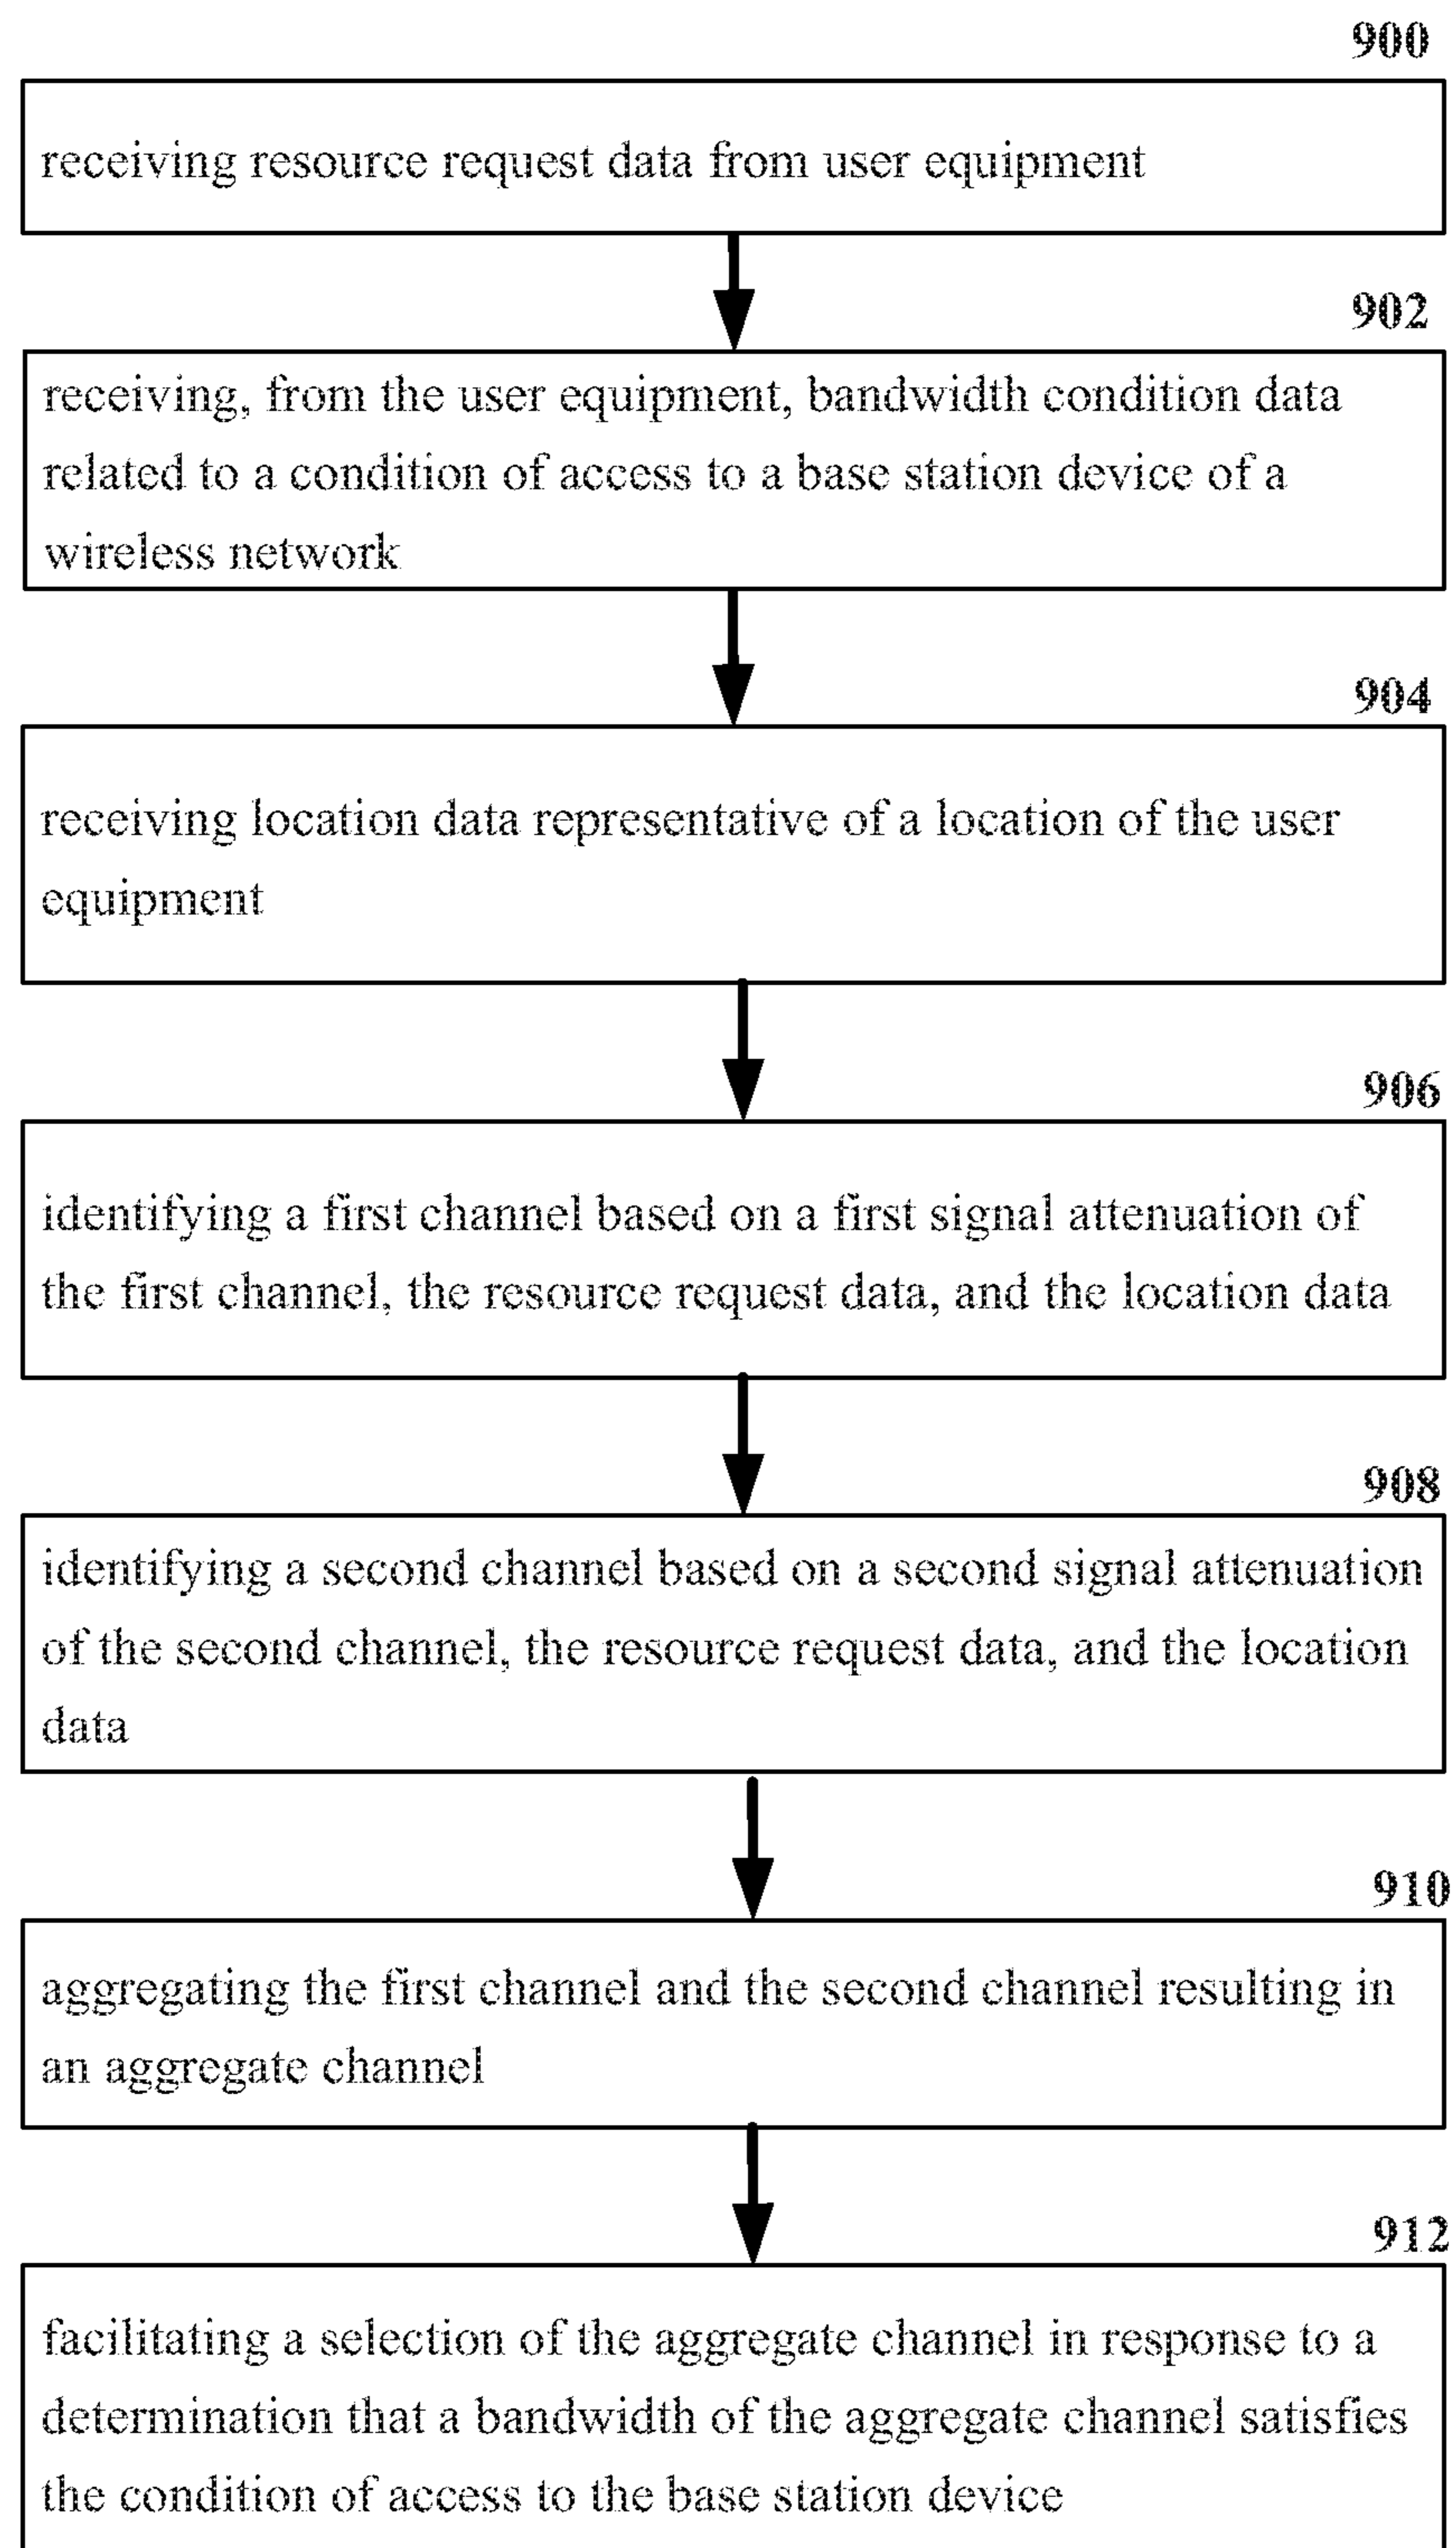 900
receiving resource request data from user equipment
902
receiving, from the user equipment, bandwidth condition data
related to a condition of access to a base station device of a
wireless network
904
receiving location data representative of a location of the user
equipment
906
identifying a first channel based on a first signal attenuation of
the first channel, the resource request data, and the location data
908
identifying a second channel based on a second signal attenuation
of the second channel, the resource request data, and the location
data
910
aggregating the first channel and the second channel resulting in
an aggregate channel
912
facilitating a selection of the aggregate channel in response to a
determination that a bandwidth of the aggregate channel satisfies
the condition of access to the base station device